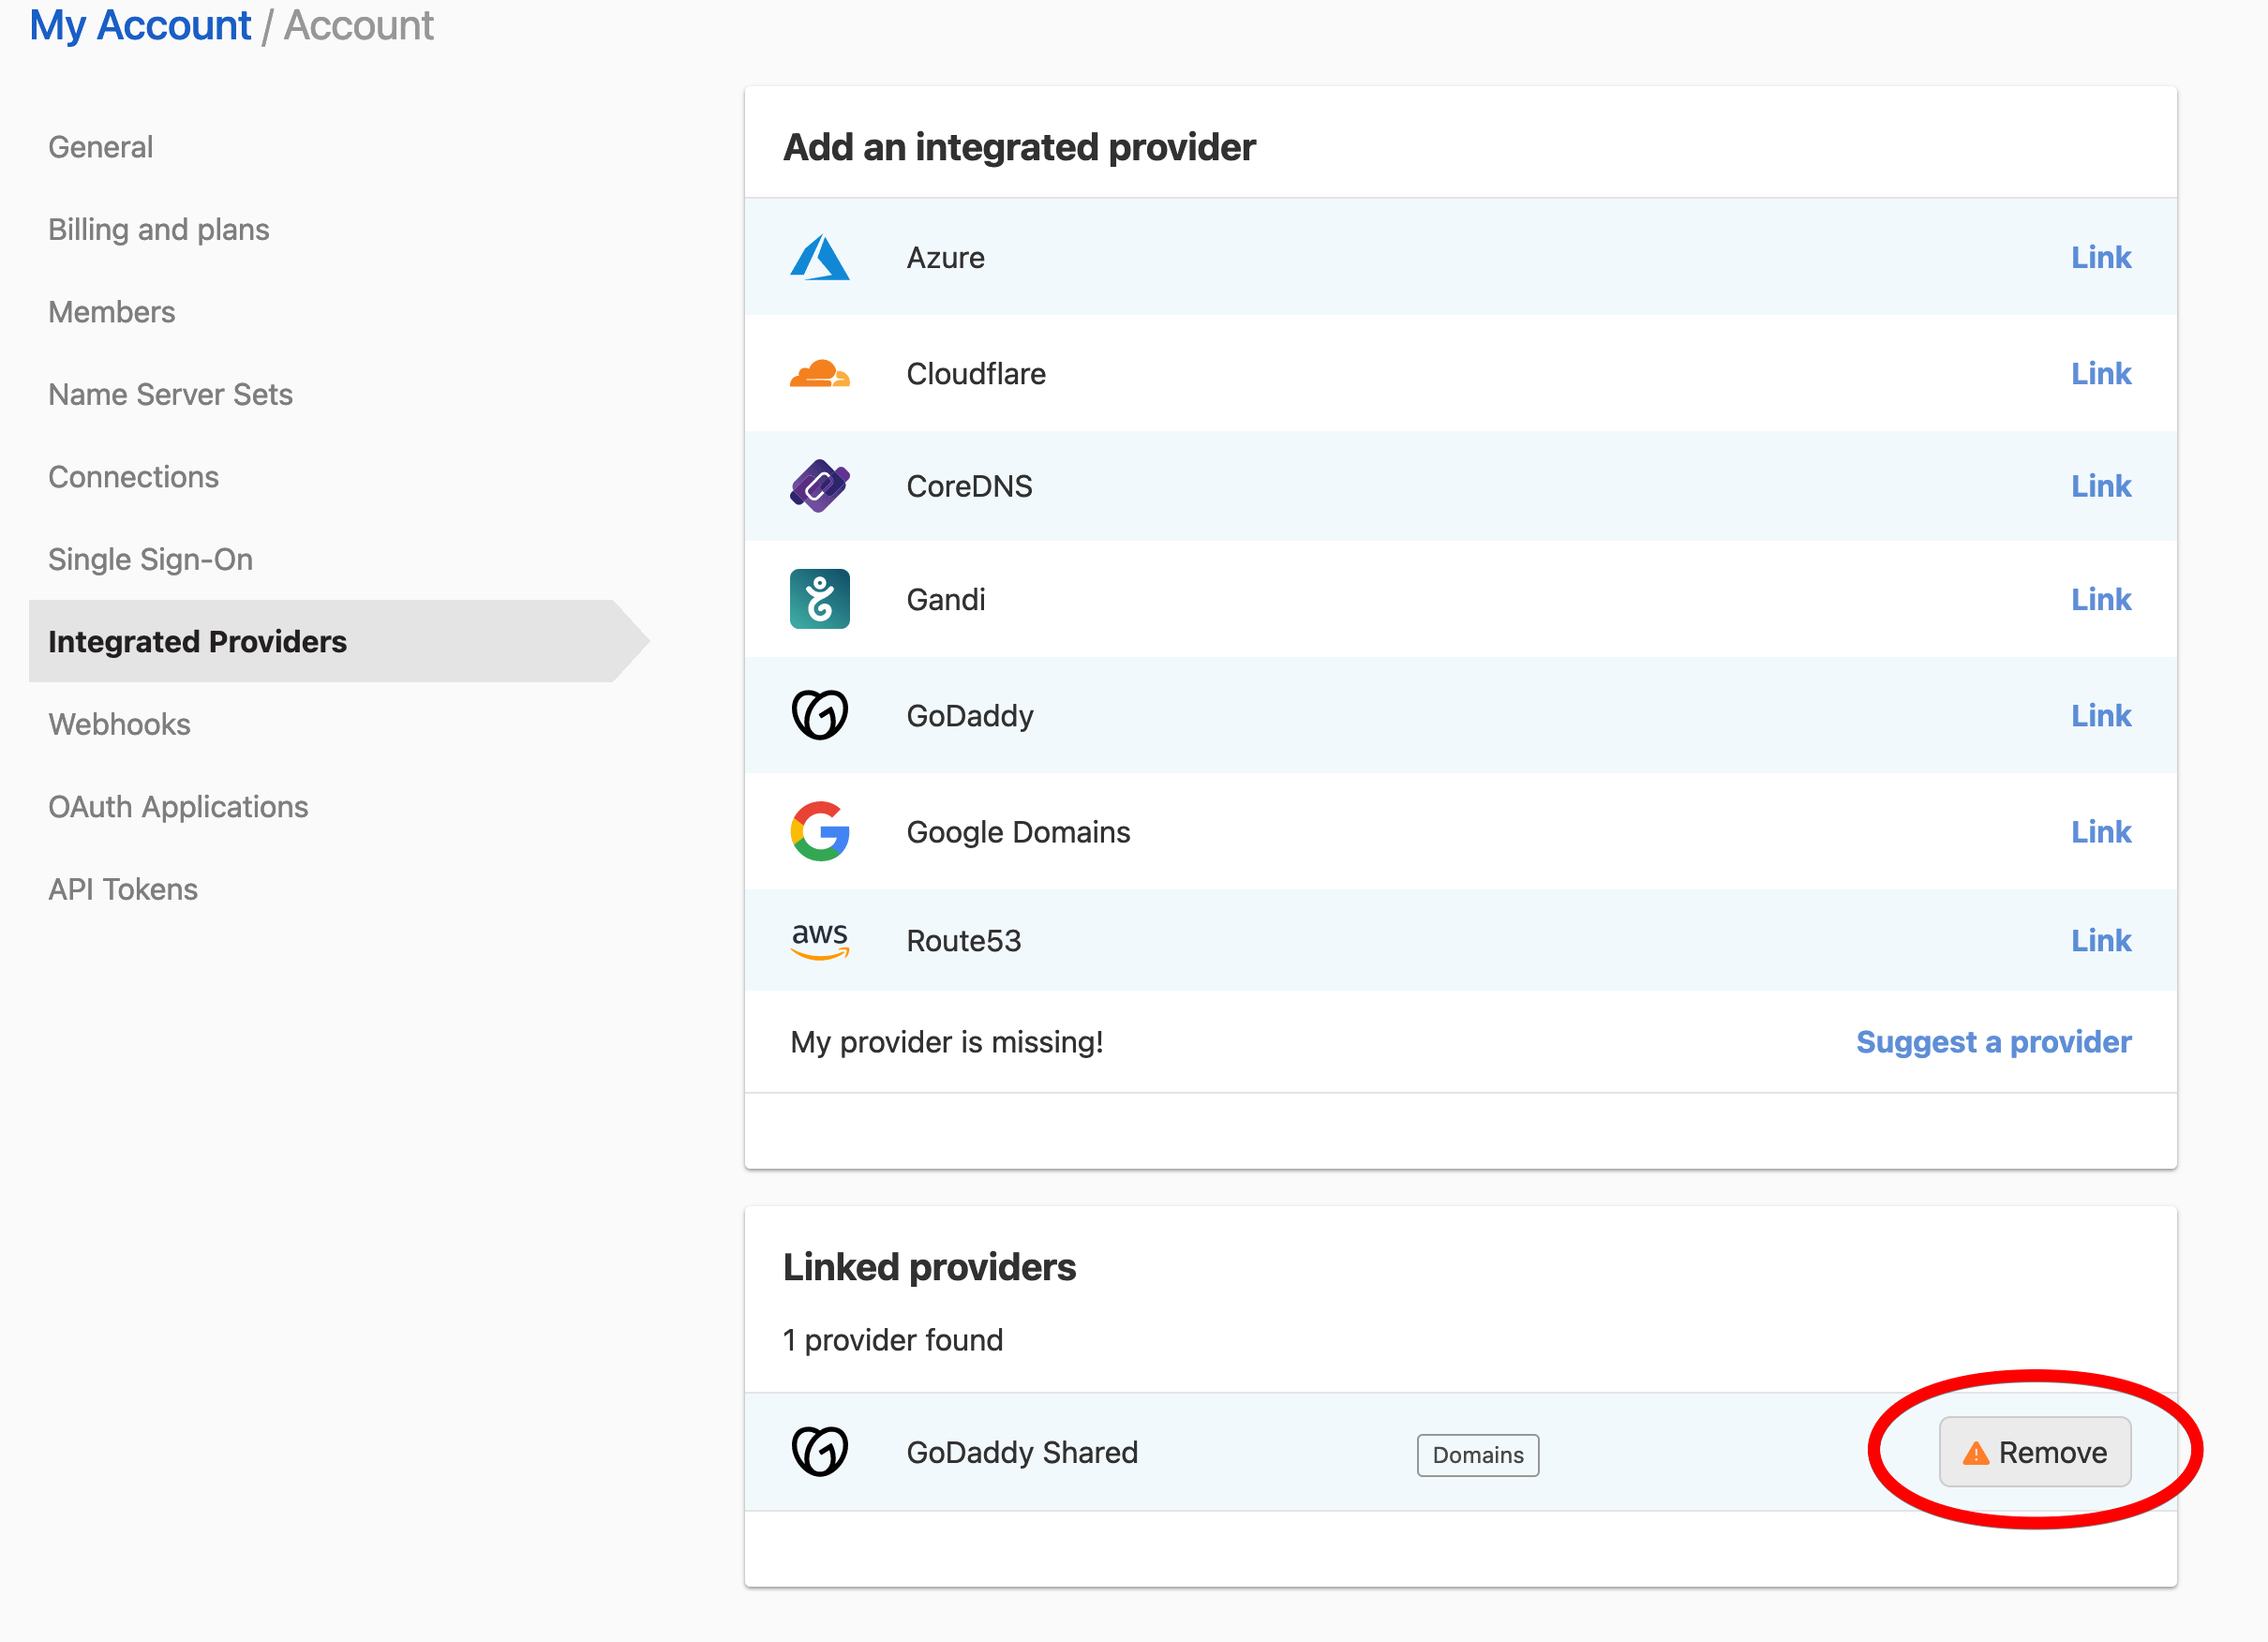 My Account / Account
General
Billing and plans
Members
Name Server Sets
Connections
Single Sign-On
Integrated Providers
Webhooks
OAuth Applications
API Tokens
Add an integrated provider
Azure Link
Cloudflare Link
CoreDNS Link
Gandi Link
GoDaddy Link
Google Domains Link
aws Route53 Link
My provider is missing! Suggest a provider
Linked providers
1 provider found
GoDaddy Shared Domains Remove